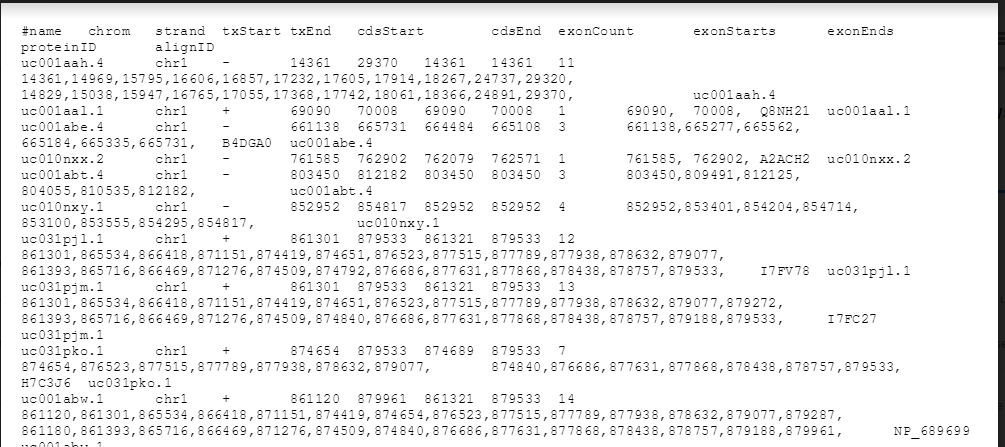 #name chrom strand txStart txEnd cdsStart cdsEnd exonCount exonStarts exonEnds
proteinID alignID
uc001aah.4 chr1 - 14361 29370 14361 14361 11
14361,14969,15795,16606,16857,17232,17605,17914,18267,24737,29320,
14829,15038,15947,16765,17055,17368,17742,18061,18366,24891,29370, uc001aah.4
uc001aal.1 chr1 + 69090 70008 69090 70008 1 69090, 70008, Q8NH21 uc001aal.1
uc001abe.4 chr1 - 661138 665731 664484 665108 3 661138,665277,665562,
665184,665335,665731, B4DGA0 uc001abe.4
uc010nxx.2 chr1 - 761585 762902 762079 762571 1 761585, 762902, A2ACH2 uc010nxx.2
uc001abt.4 chr1 - 803450 812182 803450 803450 3 803450,809491,812125,
804055,810535,812182, uc001abt.4
uc010nxy.1 chr1 - 852952 854817 852952 852952 4 852952,853401,854204,854714,
853100,853555,854295,854817, uc010nxy.1
uc031pjl.1 chr1 + 861301 879533 861321 879533 12
861301,865534,866418,871151,874419,874651,876523,877515,877789,877938,878632,879077,
861393,865716,866469,871276,874509,874792,876686,877631,877868,878438,878757,879533, I7FV78 uc031pjl.1
uc031pjm.1 chr1 + 861301 879533 861321 879533 13
861301,865534,866418,871151,874419,874651,876523,877515,877789,877938,878632,879077,879272,
861393,865716,866469,871276,874509,874840,876686,877631,877868,878438,878757,879188,879533, I7FC27
uc031pjm.1
uc031pko.1 chr1 + 874654 879533 874689 879533 7
874654,876523,877515,877789,877938,878632,879077, 874840,876686,877631,877868,878438,878757,879533,
H7C3J6 uc031pko.1
uc001abw.1 chr1 + 861120 879961 861321 879533 14
861120,861301,865534,866418,871151,874419,874654,876523,877515,877789,877938,878632,879077,879287,
861180,861393,865716,866469,871276,874509,874840,876686,877631,877868,878438,878757,879188,879961, NP_689699
uc001abw.1